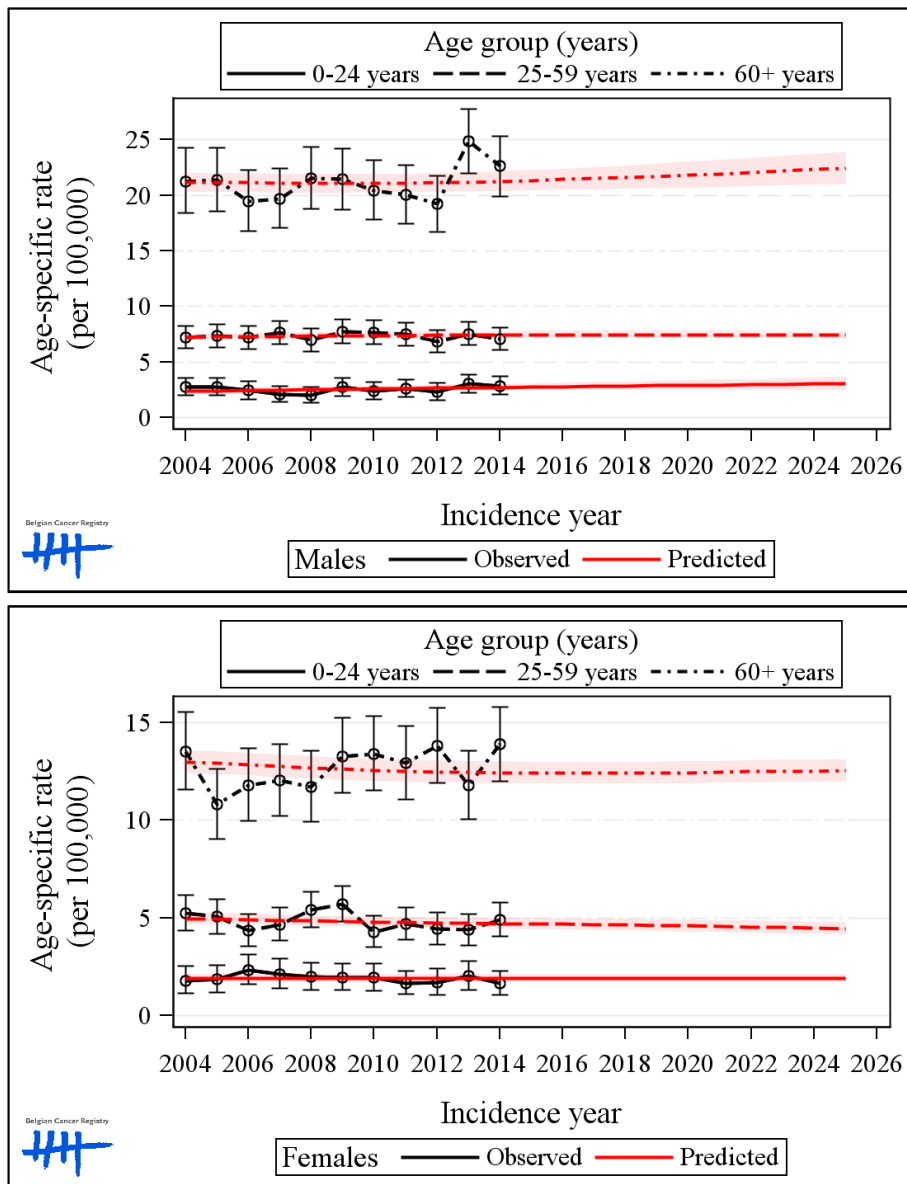 Age group (years)
0-24 years 25-59 years 60+ years
Age-specific rate
(per 100,000)
25
20
15
10
5
0
2004 2006 2008 2010 2012 2014 2016 2018 2020 2022 2024 2026
Incidence year
Belgian Cancer Registry
Males Observed Predicted
Age group (years)
0-24 years 25-59 years 60+ years
Age-specific rate
(per 100,000)
15
10
5
0
2004 2006 2008 2010 2012 2014 2016 2018 2020 2022 2024 2026
Incidence year
Belgian Cancer Registry
Females Observed Predicted